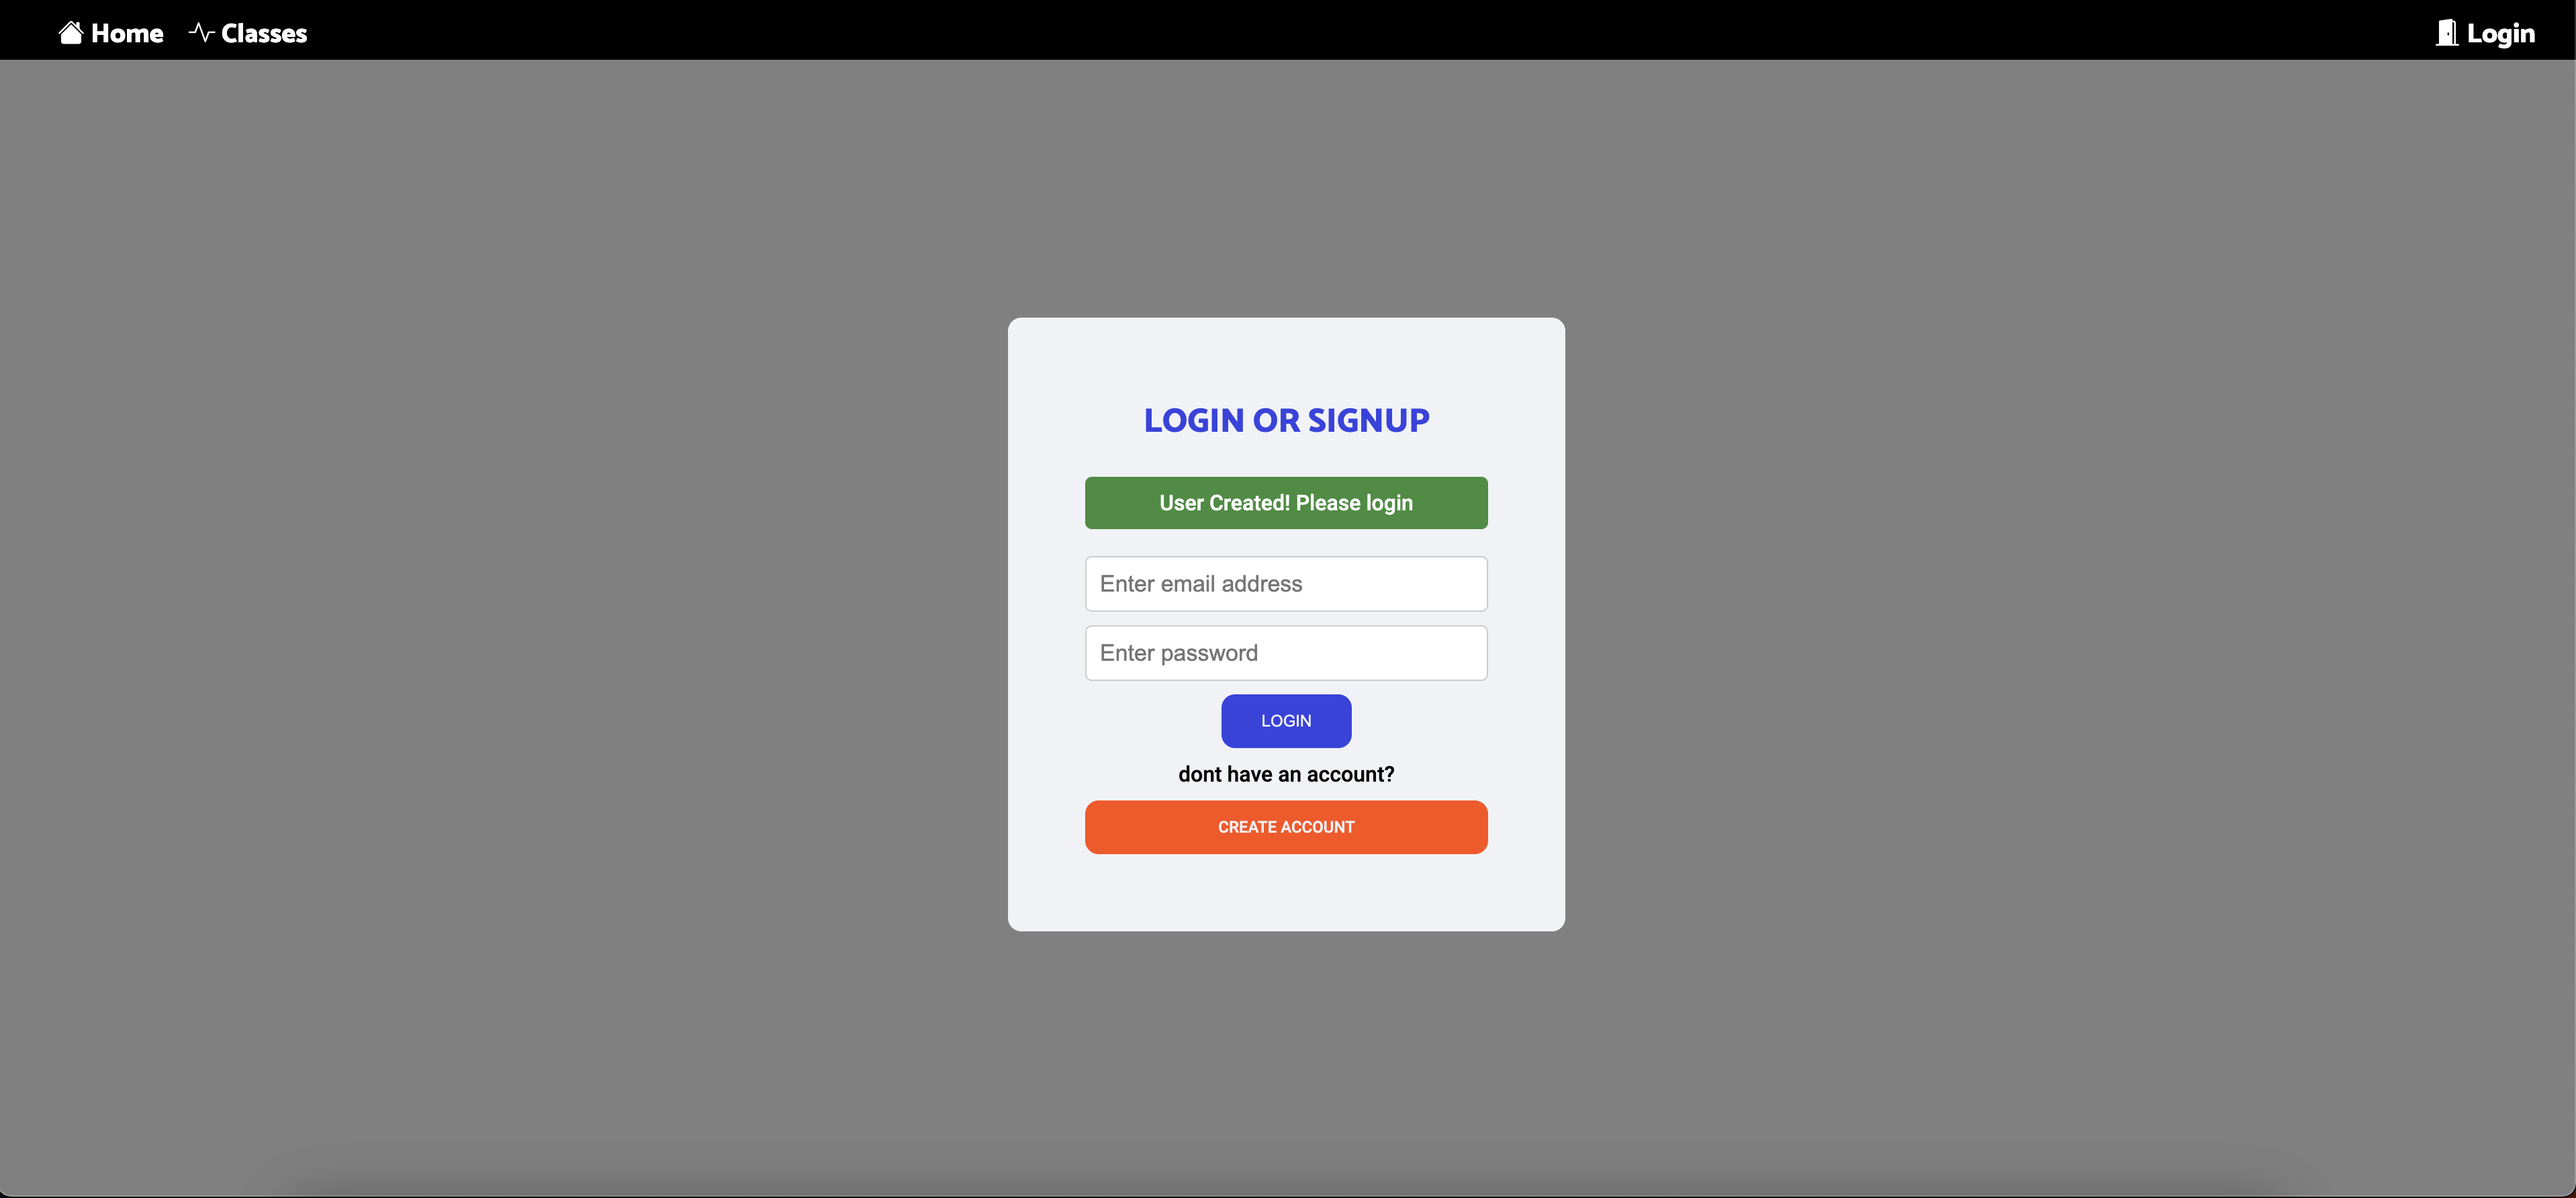 Home Classes Login
LOGIN OR SIGNUP
User Created! Please login
Enter email address
Enter password
LOGIN
dont have an account?
CREATE ACCOUNT